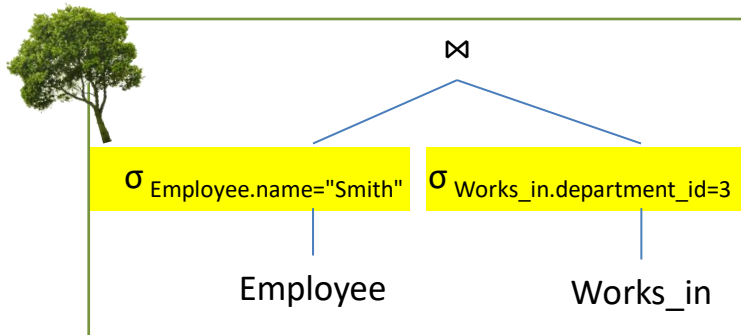 ⋈
σ Employee.name="Smith" σ Works_in.department_id=3
Employee Works_in